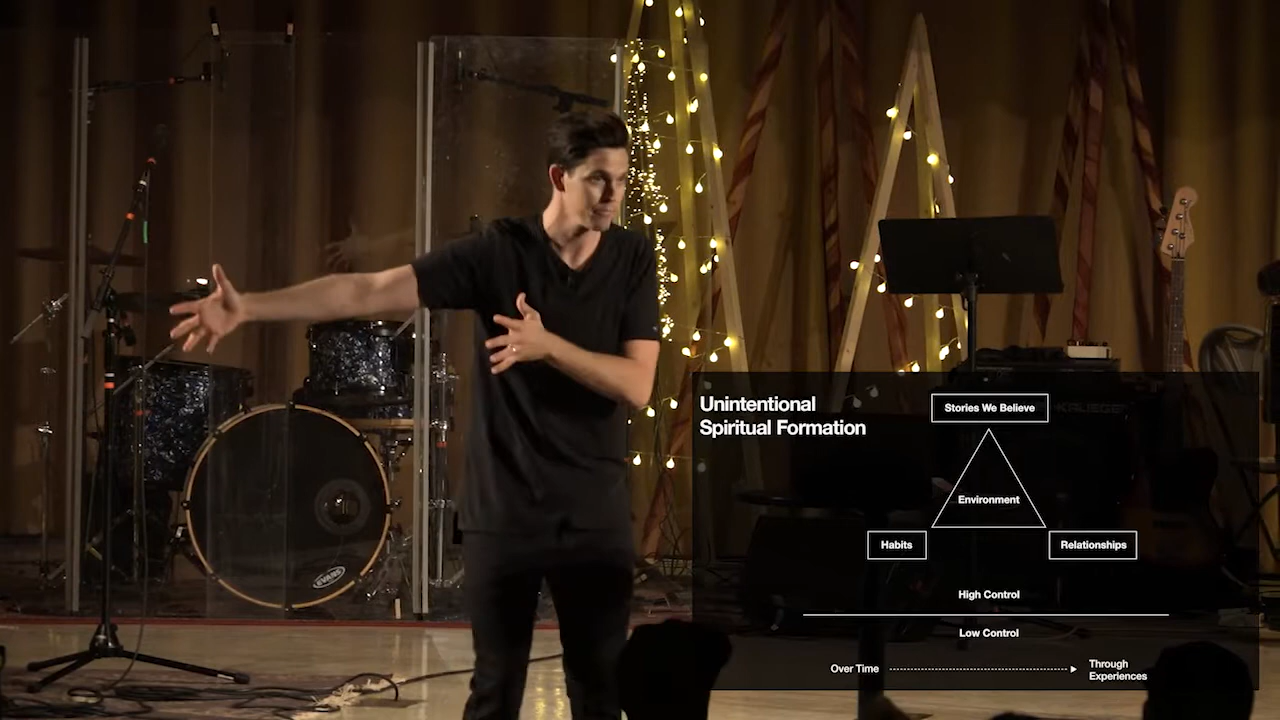 Unintentional
Spiritual Formation
Stories We Believe
Environment
Habits
Relationships
High Control
Low Control
Over Time
Through
Experiences
EVANS